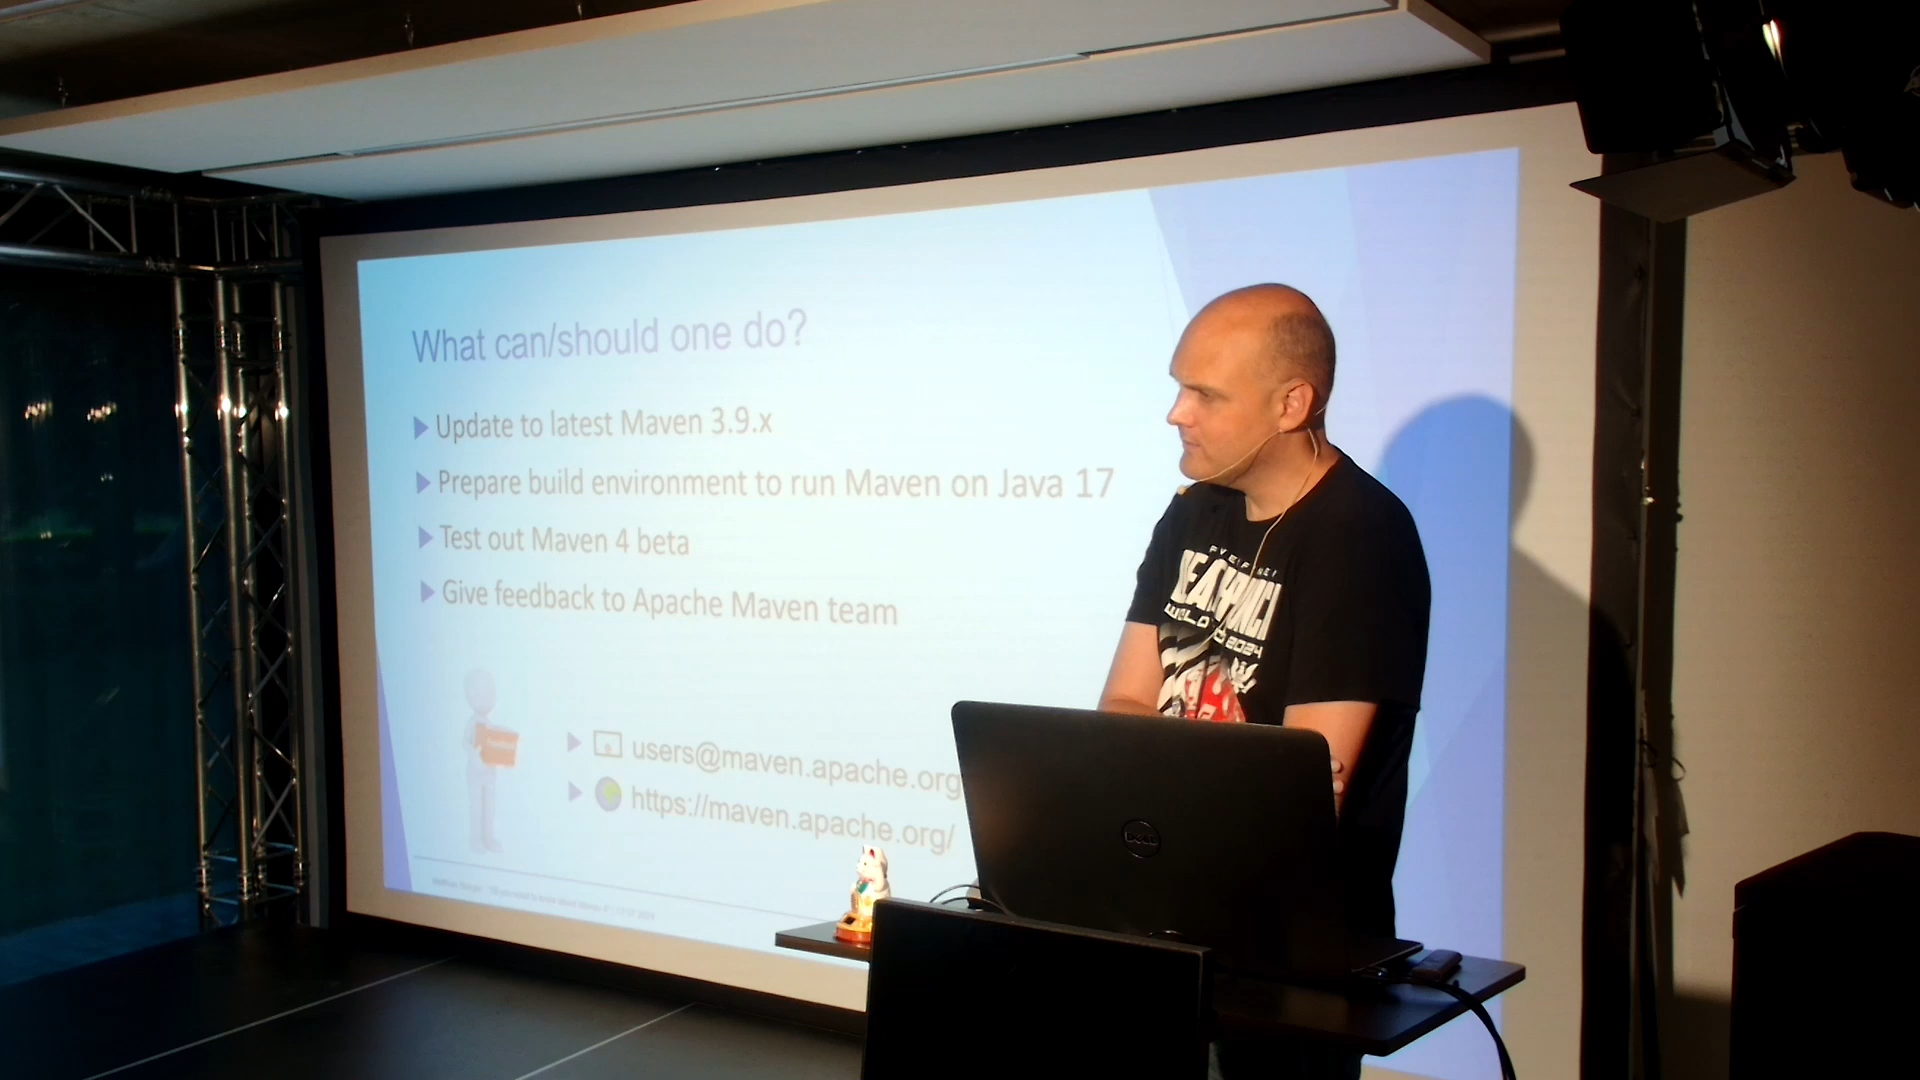 What can/should one do?
Update to latest Maven 3.9.x
Prepare build environment to run Maven on Java 17
Test out Maven 4 beta
Give feedback to Apache Maven team
users@maven.apache.org
https://maven.apache.org/
DELL
2024